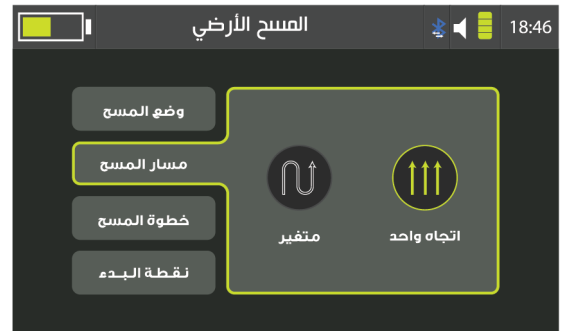 المسح الأرضي
18:46
وضع المسح
مسار المسح
خطوة المسح
نقطة البدء
اتجاه واحد
متغير